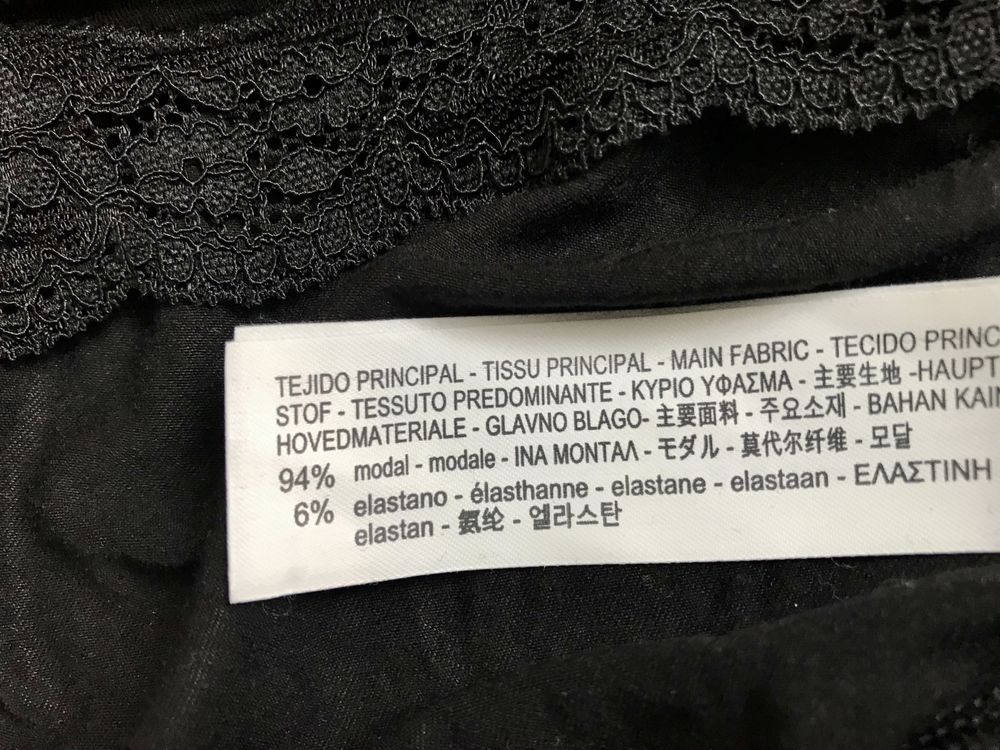 TEJIDO PRINCIPAL - TISSU PRINCIPAL - MAIN FABRIC - TECIDO PRINC
STOF - TESSUTO PREDOMINANTE - ΚΥΡΙΟ ΥΦΑΣΜΑ - 主要生地 -HAUPT
HOVEDMATERIALE - GLAVNO BLAGO- 主要面料 - 주요소재 - BAHAN KAIN
94% modal - modale - ΙΝΑ ΜΟΝΤΑΛ - モダル - 莫代尔纤维 - 모달
6% elastano - élasthanne - elastane - elastaan - ΕΛΑΣΤΙΝΗ
elastan - 氨纶 - 엘라스탄